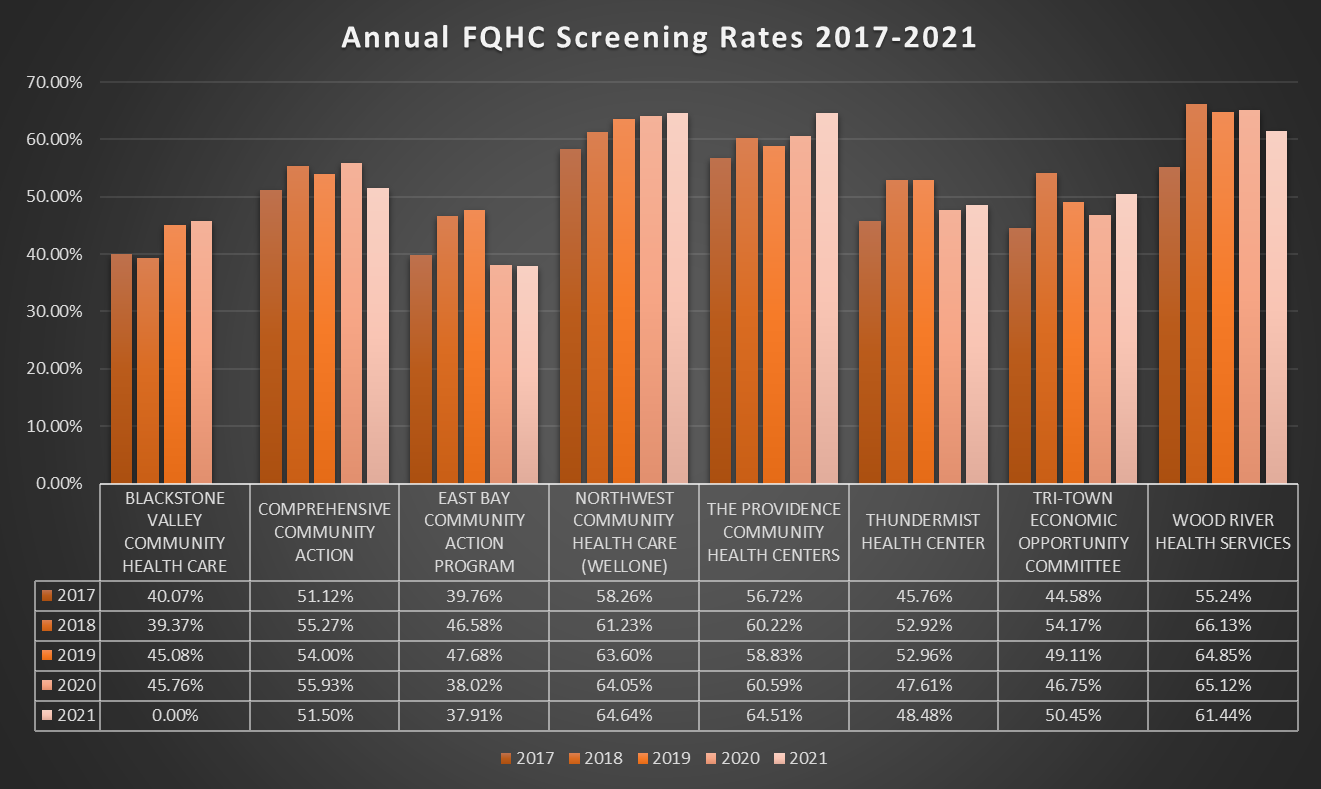 Annual FQHC Screening Rates 2017-2021
70.00%
60.00%
50.00%
40.00%
30.00%
20.00%
10.00%
0.00%
BLACKSTONE
VALLEY
COMMUNITY
HEALTH CARE
COMPREHENSIVE
COMMUNITY
ACTION
EAST BAY
COMMUNITY
ACTION
PROGRAM
NORTHWEST
COMMUNITY
HEALTH CARE
(WELLONE)
THE PROVIDENCE
COMMUNITY
HEALTH CENTERS
THUNDERMIST
HEALTH CENTER
TRI-TOWN
ECONOMIC
OPPORTUNITY
COMMITTEE
WOOD RIVER
HEALTH SERVICES
2017 40.07% 51.12% 39.76% 58.26% 56.72% 45.76% 44.58% 55.24%
2018 39.37% 55.27% 46.58% 61.23% 60.22% 52.92% 54.17% 66.13%
2019 45.08% 54.00% 47.68% 63.60% 58.83% 52.96% 49.11% 64.85%
2020 45.76% 55.93% 38.02% 64.05% 60.59% 47.61% 46.75% 65.12%
2021 0.00% 51.50% 37.91% 64.64% 64.51% 48.48% 50.45% 61.44%
2017 2018 2019 2020 2021